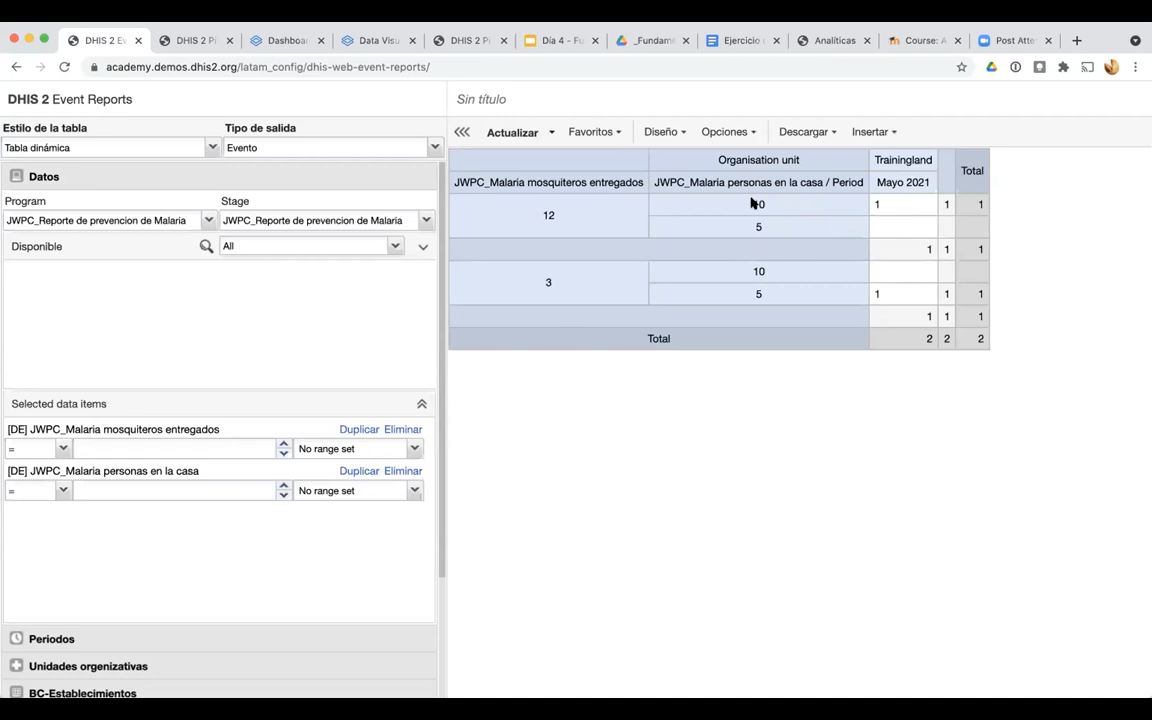 DHIS 2 Ev
DHIS 2 Pi
Dashboa
Data Visu
DHIS 2 Pi
Día 4 - Fu
_Fundam
Ejercicio
Analíticas
Course: A
Post Atte
academy.demos.dhis2.org/latam_config/dhis-web-event-reports/
DHIS 2 Event Reports
Sin título
Estilo de la tabla
Tipo de salida
Tabla dinámica
Evento
Actualizar
Favoritos
Diseño
Opciones
Descargar
Insertar
Datos
Program
Stage
JWPC_Reporte de prevencion de Malaria
JWPC_Reporte de prevencion de Malaria
Disponible
All
Selected data items
[DE] JWPC_Malaria mosquiteros entregados
Duplicar Eliminar
=
No range set
[DE] JWPC_Malaria personas en la casa
Duplicar Eliminar
=
No range set
Periodos
Unidades organizativas
BC-Establecimientos
Organisation unit
Trainingland
Total
JWPC_Malaria mosquiteros entregados
JWPC_Malaria personas en la casa / Period
Mayo 2021
12
10
1
1
1
5
1
1
1
3
10
5
1
1
1
1
1
1
Total
2
2
2